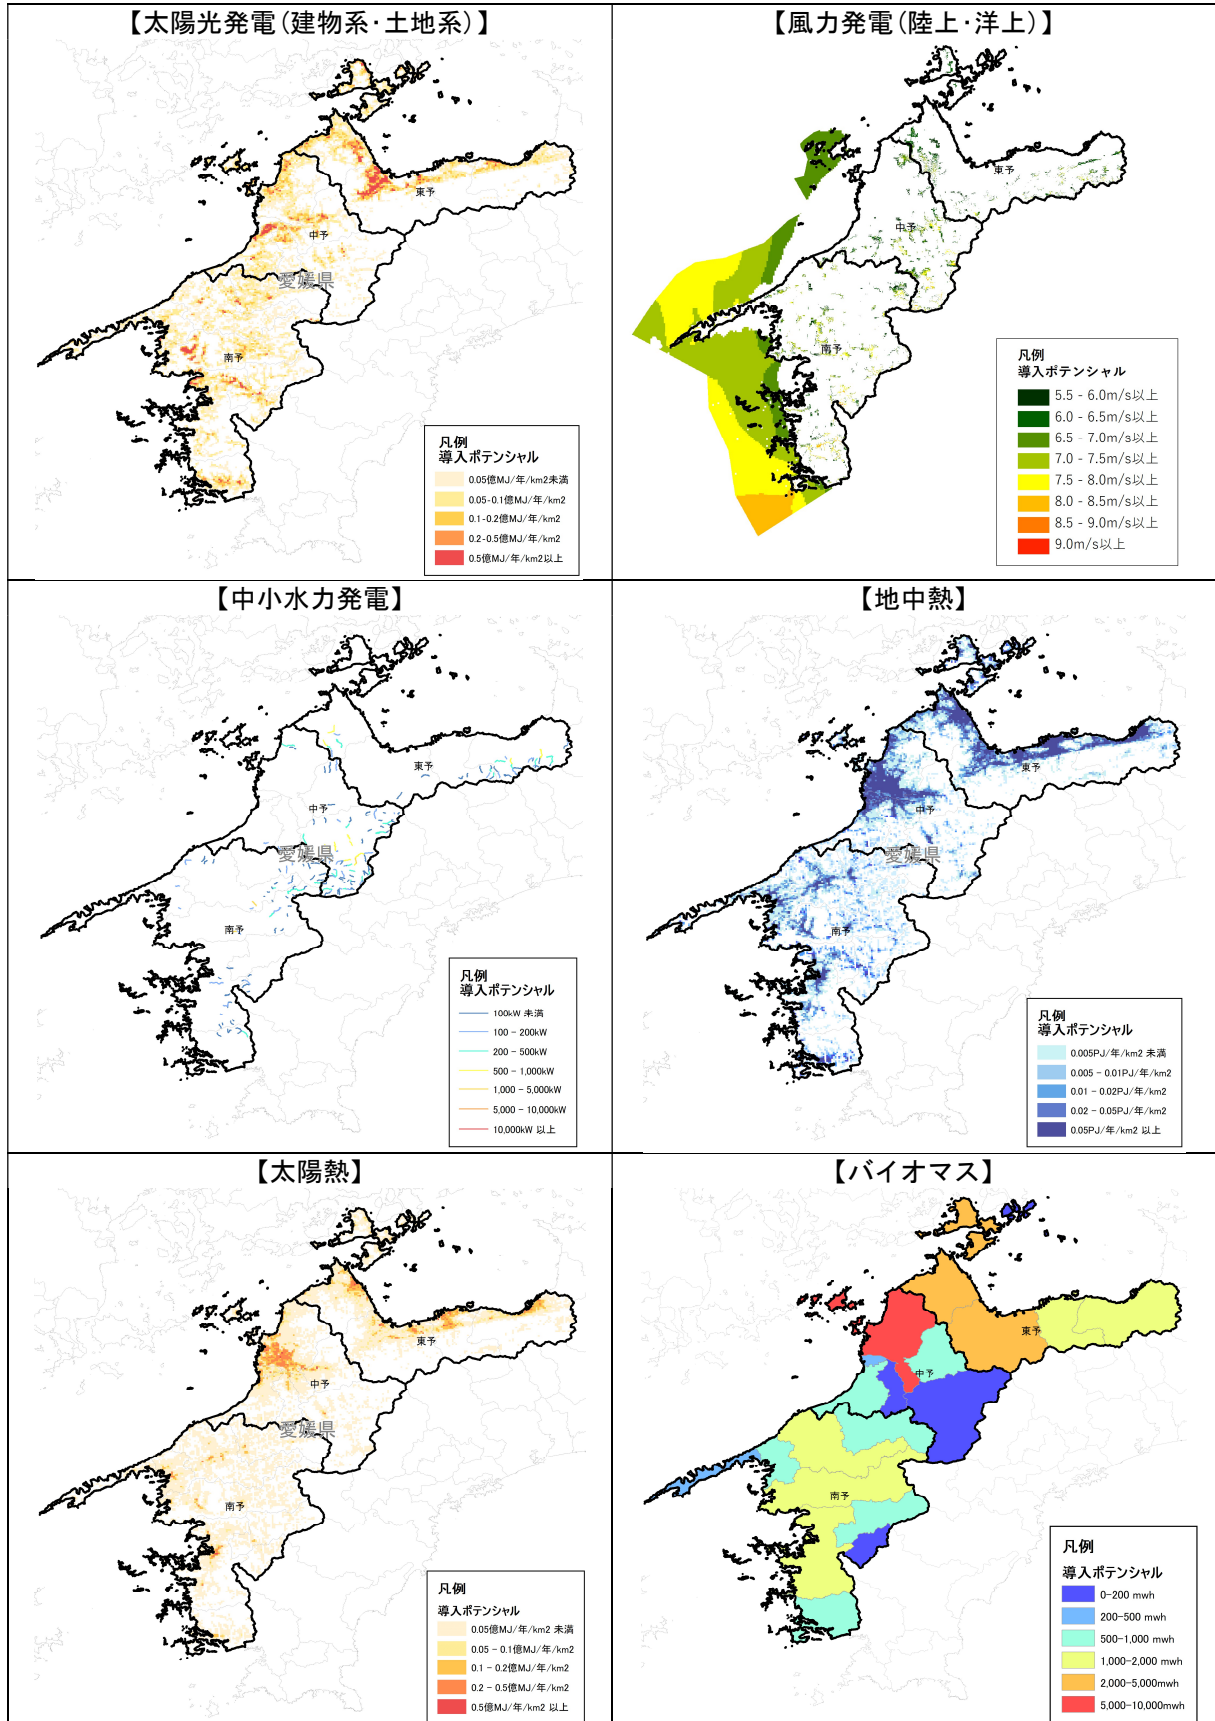 【太陽光発電(建物系・土地系)】
東予
中予
愛媛県
南予
凡例
導入ポテンシャル
0.05億MJ/年/km2未満
0.05-0.1億MJ/年/km2
0.1-0.2億MJ/年/km2
0.2-0.5億MJ/年/km2
0.5億MJ/年/km2以上
【風力発電(陸上・洋上)】
東予
中予
南予
凡例
導入ポテンシャル
5.5 - 6.0m/s以上
6.0 - 6.5m/s以上
6.5 - 7.0m/s以上
7.0 - 7.5m/s以上
7.5 - 8.0m/s以上
8.0 - 8.5m/s以上
8.5 - 9.0m/s以上
9.0m/s以上
【中小水力発電】
東予
中予
愛媛県
南予
凡例
導入ポテンシャル
100kW 未満
100 - 200kW
200 - 500kW
500 - 1,000kW
1,000 - 5,000kW
5,000 - 10,000kW
10,000kW 以上
【地中熱】
東予
中予
愛媛県
南予
凡例
導入ポテンシャル
0.005PJ/年/km2 未満
0.005 - 0.01PJ/年/km2
0.01 - 0.02PJ/年/km2
0.02 - 0.05PJ/年/km2
0.05PJ/年/km2 以上
【太陽熱】
東予
中予
愛媛県
南予
凡例
導入ポテンシャル
0.05億MJ/年/km2 未満
0.05 - 0.1億MJ/年/km2
0.1 - 0.2億MJ/年/km2
0.2 - 0.5億MJ/年/km2
0.5億MJ/年/km2 以上
【バイオマス】
東予
中予
南予
凡例
導入ポテンシャル
0-200 mwh
200-500 mwh
500-1,000 mwh
1,000-2,000 mwh
2,000-5,000mwh
5,000-10,000mwh